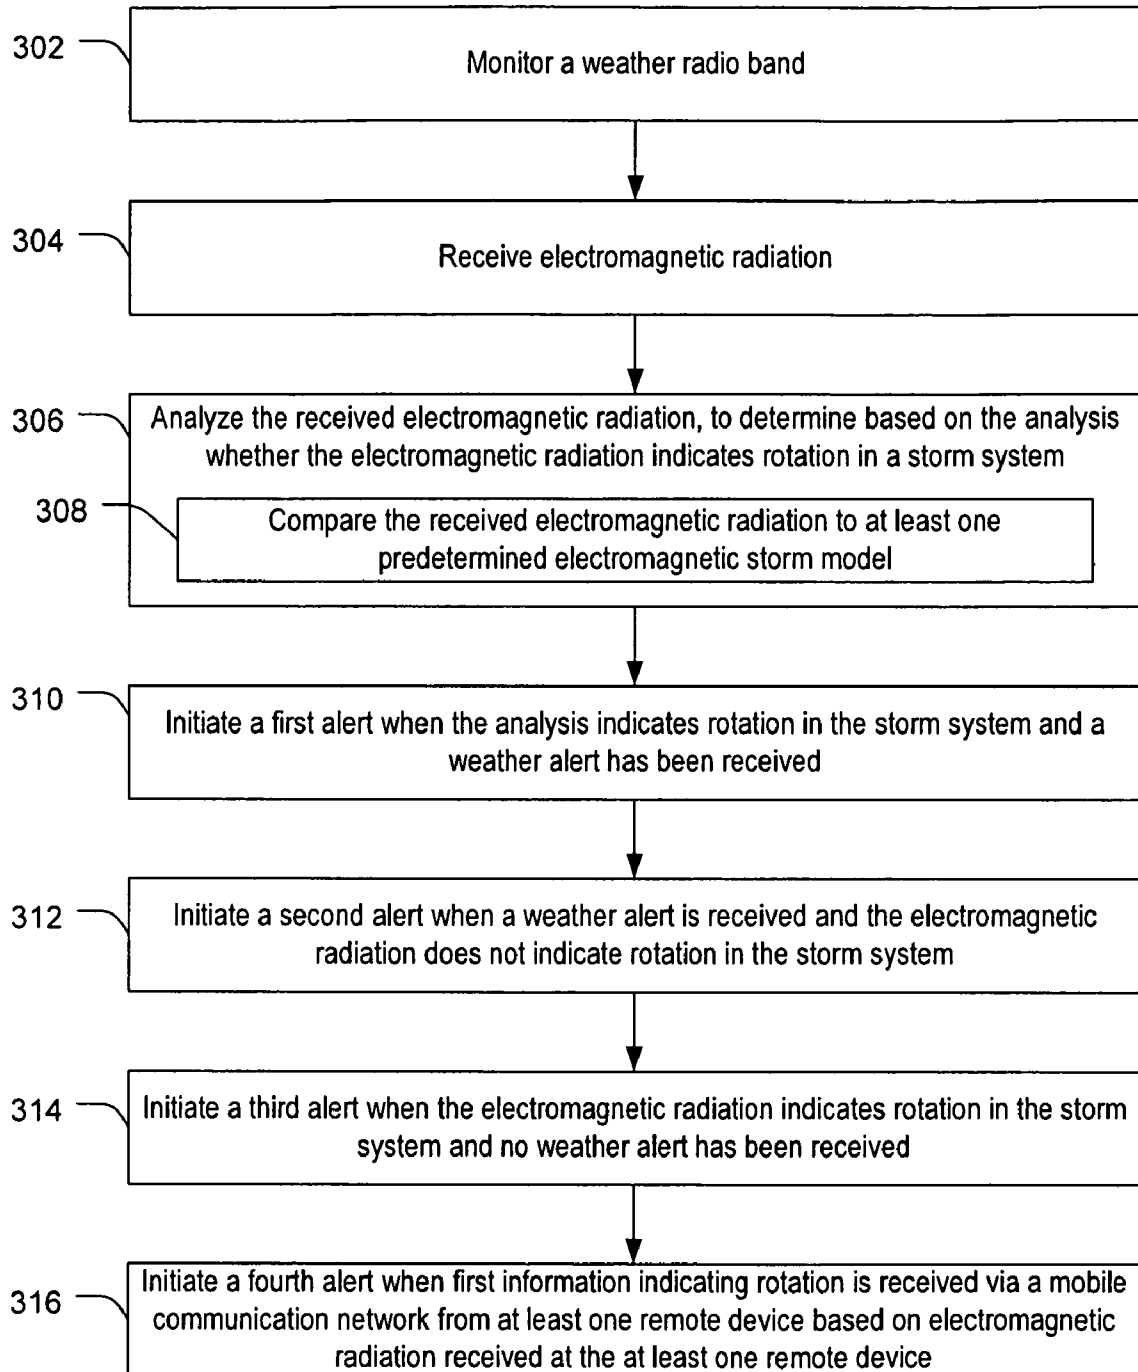 302
Monitor a weather radio band
304
Receive electromagnetic radiation
306
Analyze the received electromagnetic radiation, to determine based on the analysis
whether the electromagnetic radiation indicates rotation in a storm system
308
Compare the received electromagnetic radiation to at least one
predetermined electromagnetic storm model
310
Initiate a first alert when the analysis indicates rotation in the storm system and a
weather alert has been received
312
Initiate a second alert when a weather alert is received and the electromagnetic
radiation does not indicate rotation in the storm system
314
Initiate a third alert when the electromagnetic radiation indicates rotation in the storm
system and no weather alert has been received
316
Initiate a fourth alert when first information indicating rotation is received via a mobile
communication network from at least one remote device based on electromagnetic
radiation received at the at least one remote device